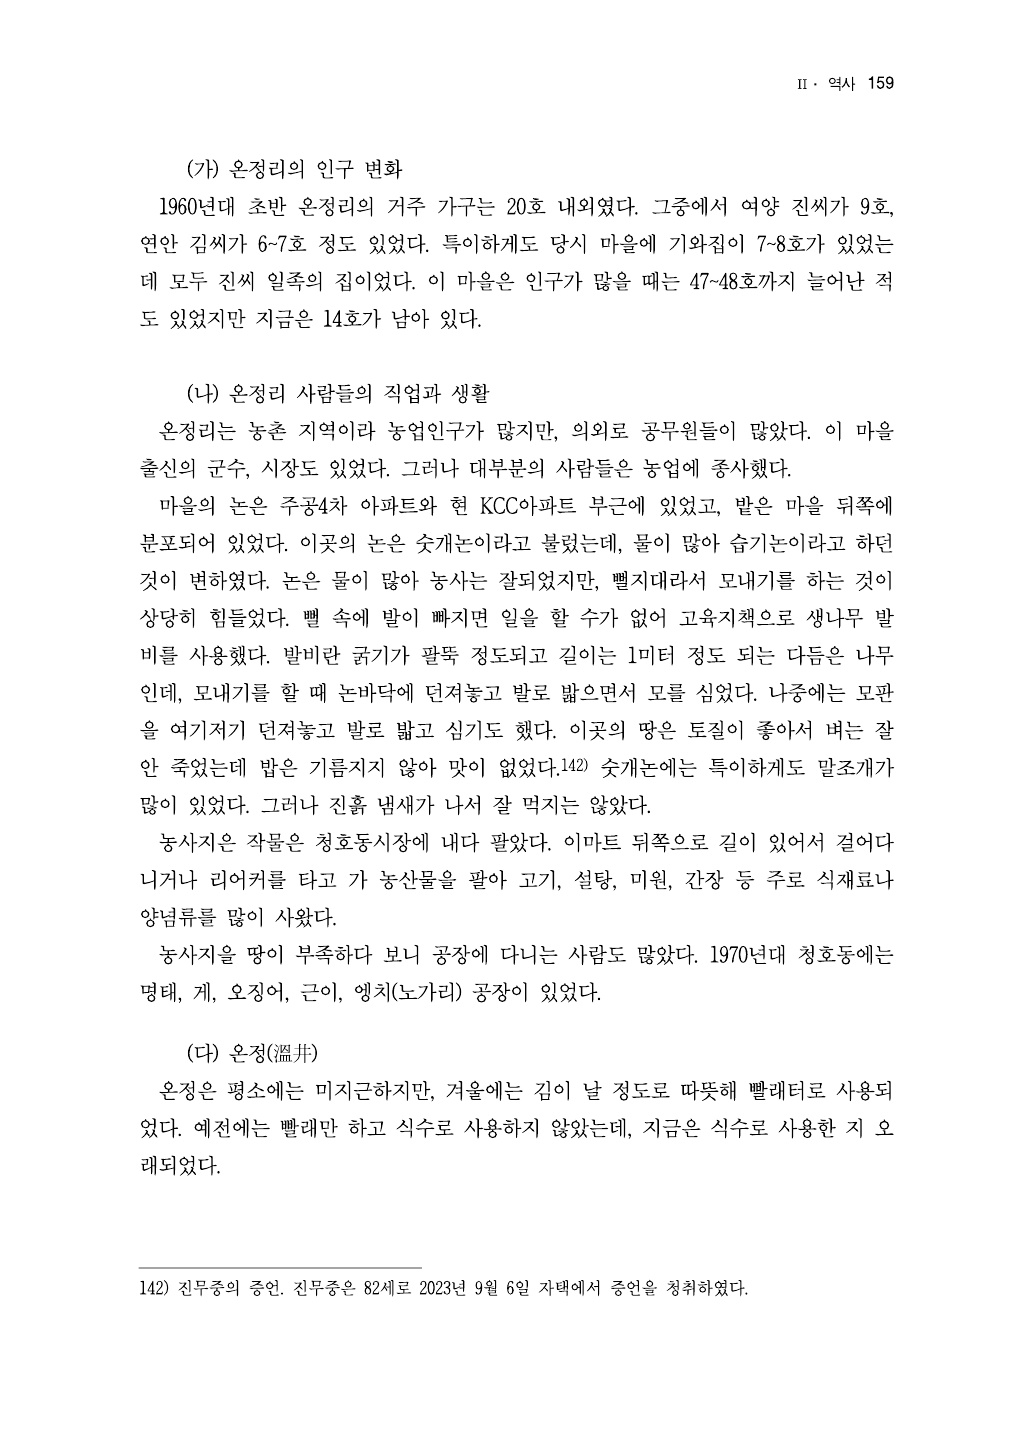 II · 역사 159
(가) 온정리의 인구 변화
1960년대 초반 온정리의 거주 가구는 20호 내외였다. 그중에서 여양 진씨가 9호,
연안 김씨가 6~7호 정도 있었다. 특이하게도 당시 마을에 기와집이 7~8호가 있었는
데 모두 진씨 일족의 집이었다. 이 마을은 인구가 많을 때는 47~48호까지 늘어난 적
도 있었지만 지금은 14호가 남아 있다.
(나) 온정리 사람들의 직업과 생활
온정리는 농촌 지역이라 농업인구가 많지만, 의외로 공무원들이 많았다. 이 마을
출신의 군수, 시장도 있었다. 그러나 대부분의 사람들은 농업에 종사했다.
마을의 논은 주공4차 아파트와 현 KCC아파트 부근에 있었고, 밭은 마을 뒤쪽에
분포되어 있었다. 이곳의 논은 숫개논이라고 불렀는데, 물이 많아 습기논이라고 하던
것이 변하였다. 논은 물이 많아 농사는 잘되었지만, 뻘지대라서 모내기를 하는 것이
상당히 힘들었다. 뻘 속에 발이 빠지면 일을 할 수가 없어 고육지책으로 생나무 발
비를 사용했다. 발비란 굵기가 팔뚝 정도되고 길이는 1미터 정도 되는 다듬은 나무
인데, 모내기를 할 때 논바닥에 던져놓고 발로 밟으면서 모를 심었다. 나중에는 모판
을 여기저기 던져놓고 발로 밟고 심기도 했다. 이곳의 땅은 토질이 좋아서 벼는 잘
안 죽었는데 밥은 기름지지 않아 맛이 없었다.142) 숫개논에는 특이하게도 말조개가
많이 있었다. 그러나 진흙 냄새가 나서 잘 먹지는 않았다.
농사지은 작물은 청호동시장에 내다 팔았다. 이마트 뒤쪽으로 길이 있어서 걸어다
니거나 리어커를 타고 가 농산물을 팔아 고기, 설탕, 미원, 간장 등 주로 식재료나
양념류를 많이 사왔다.
농사지을 땅이 부족하다 보니 공장에 다니는 사람도 많았다. 1970년대 청호동에는
명태, 게, 오징어, 근이, 엥치(노가리) 공장이 있었다.
(다) 온정(溫井)
온정은 평소에는 미지근하지만, 겨울에는 김이 날 정도로 따뜻해 빨래터로 사용되
었다. 예전에는 빨래만 하고 식수로 사용하지 않았는데, 지금은 식수로 사용한 지 오
래되었다.
142) 진무중의 증언. 진무중은 82세로 2023년 9월 6일 자택에서 증언을 청취하였다.